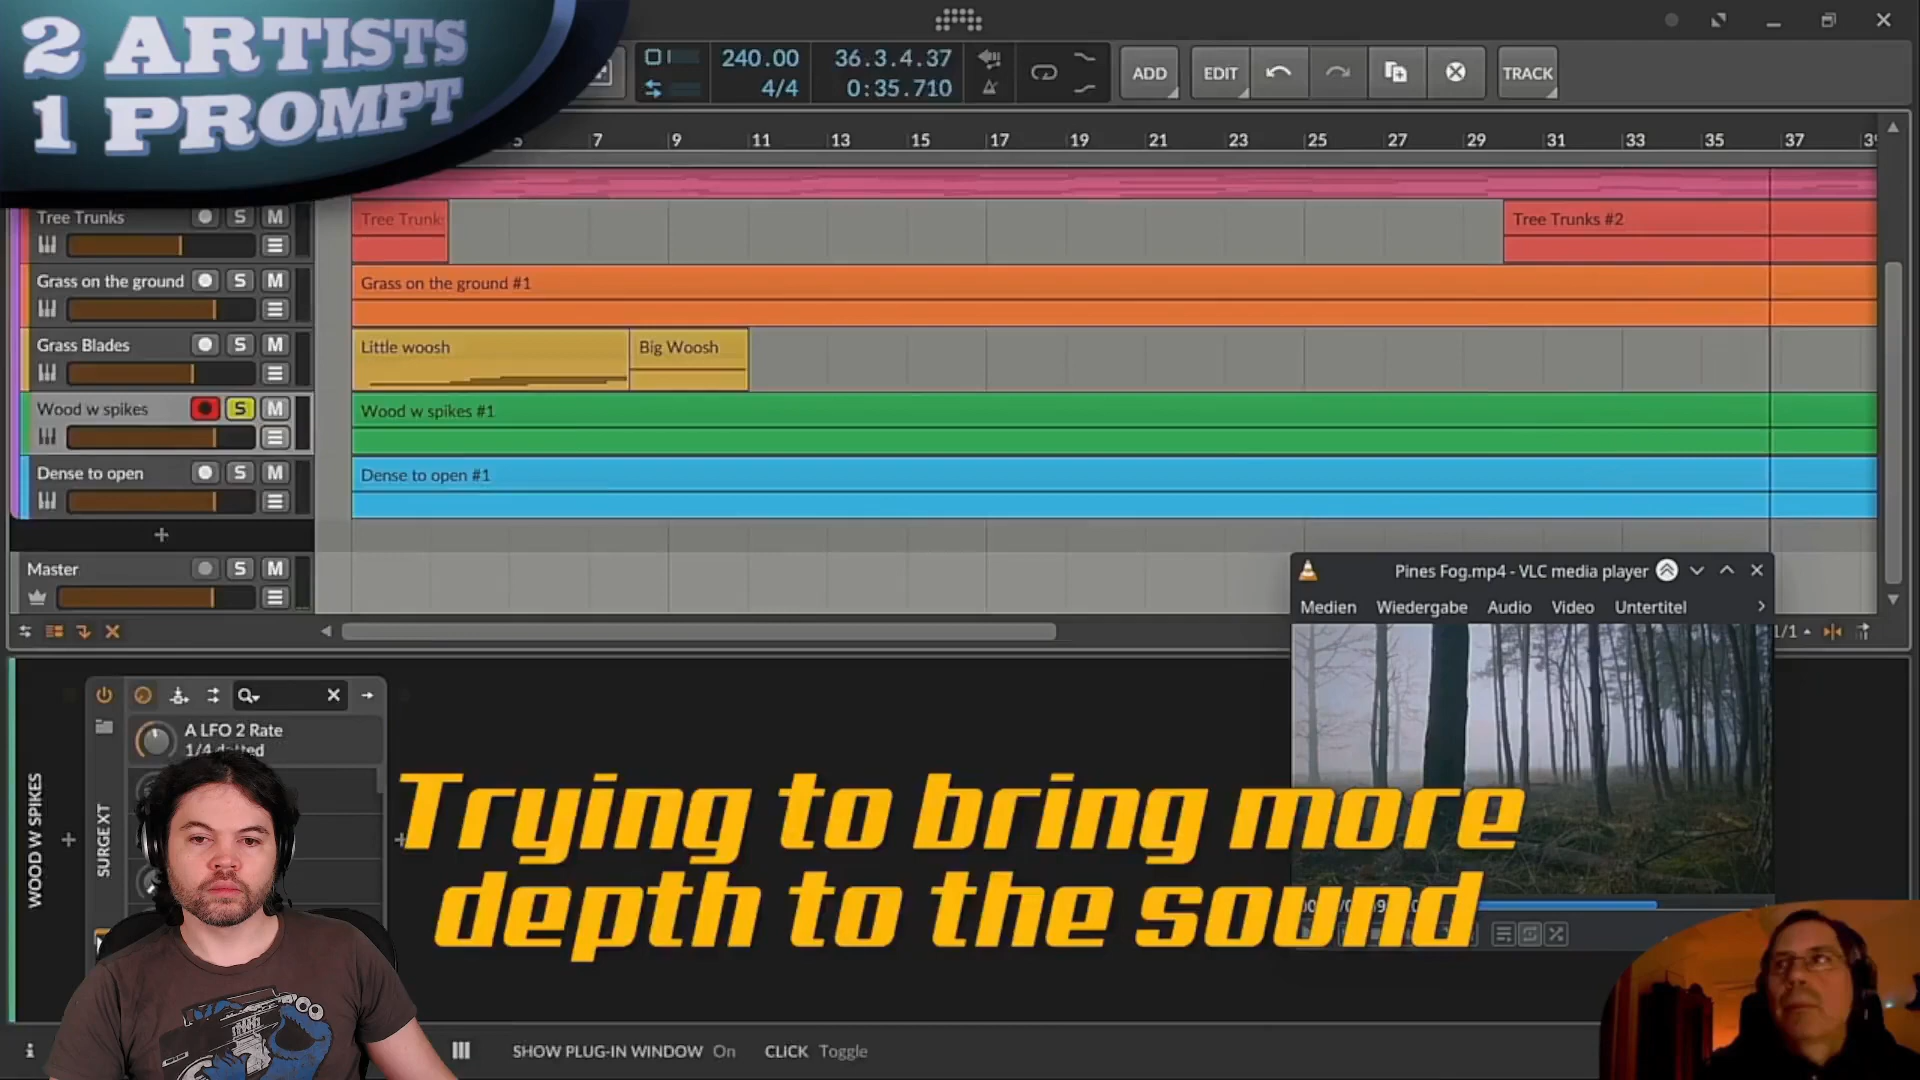 2 ARTISTS
1 PROMPT
240.00
4/4
36.3.4.37
0:35.710
ADD
EDIT
TRACK
7 9 11 13 15 17 19 21 23 25 27 29 31 33 35 37
Tree Trunks S M
Tree Trunk
Tree Trunks #2
Grass on the ground S M
Grass on the ground #1
Grass Blades S M
Little woosh
Big Woosh
Wood w spikes S M
Wood w spikes #1
Dense to open S M
Dense to open #1
+
Master S M
Pines Fog.mp4 - VLC media player
Medien Wiedergabe Audio Video Untertitel
1/1
WOOD W SPIKES
SURGE XT
A LFO 2 Rate
1/4 dotted
Trying to bring more
depth to the sound
SHOW PLUG-IN WINDOW On CLICK Toggle